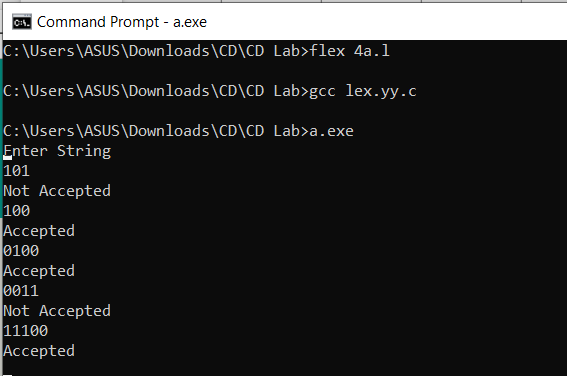 Command Prompt - a.exe
C:\Users\ASUS\Downloads\CD\CD Lab>flex 4a.l
C:\Users\ASUS\Downloads\CD\CD Lab>gcc lex.yy.c
C:\Users\ASUS\Downloads\CD\CD Lab>a.exe
Enter String
101
Not Accepted
100
Accepted
0100
Accepted
0011
Not Accepted
11100
Accepted